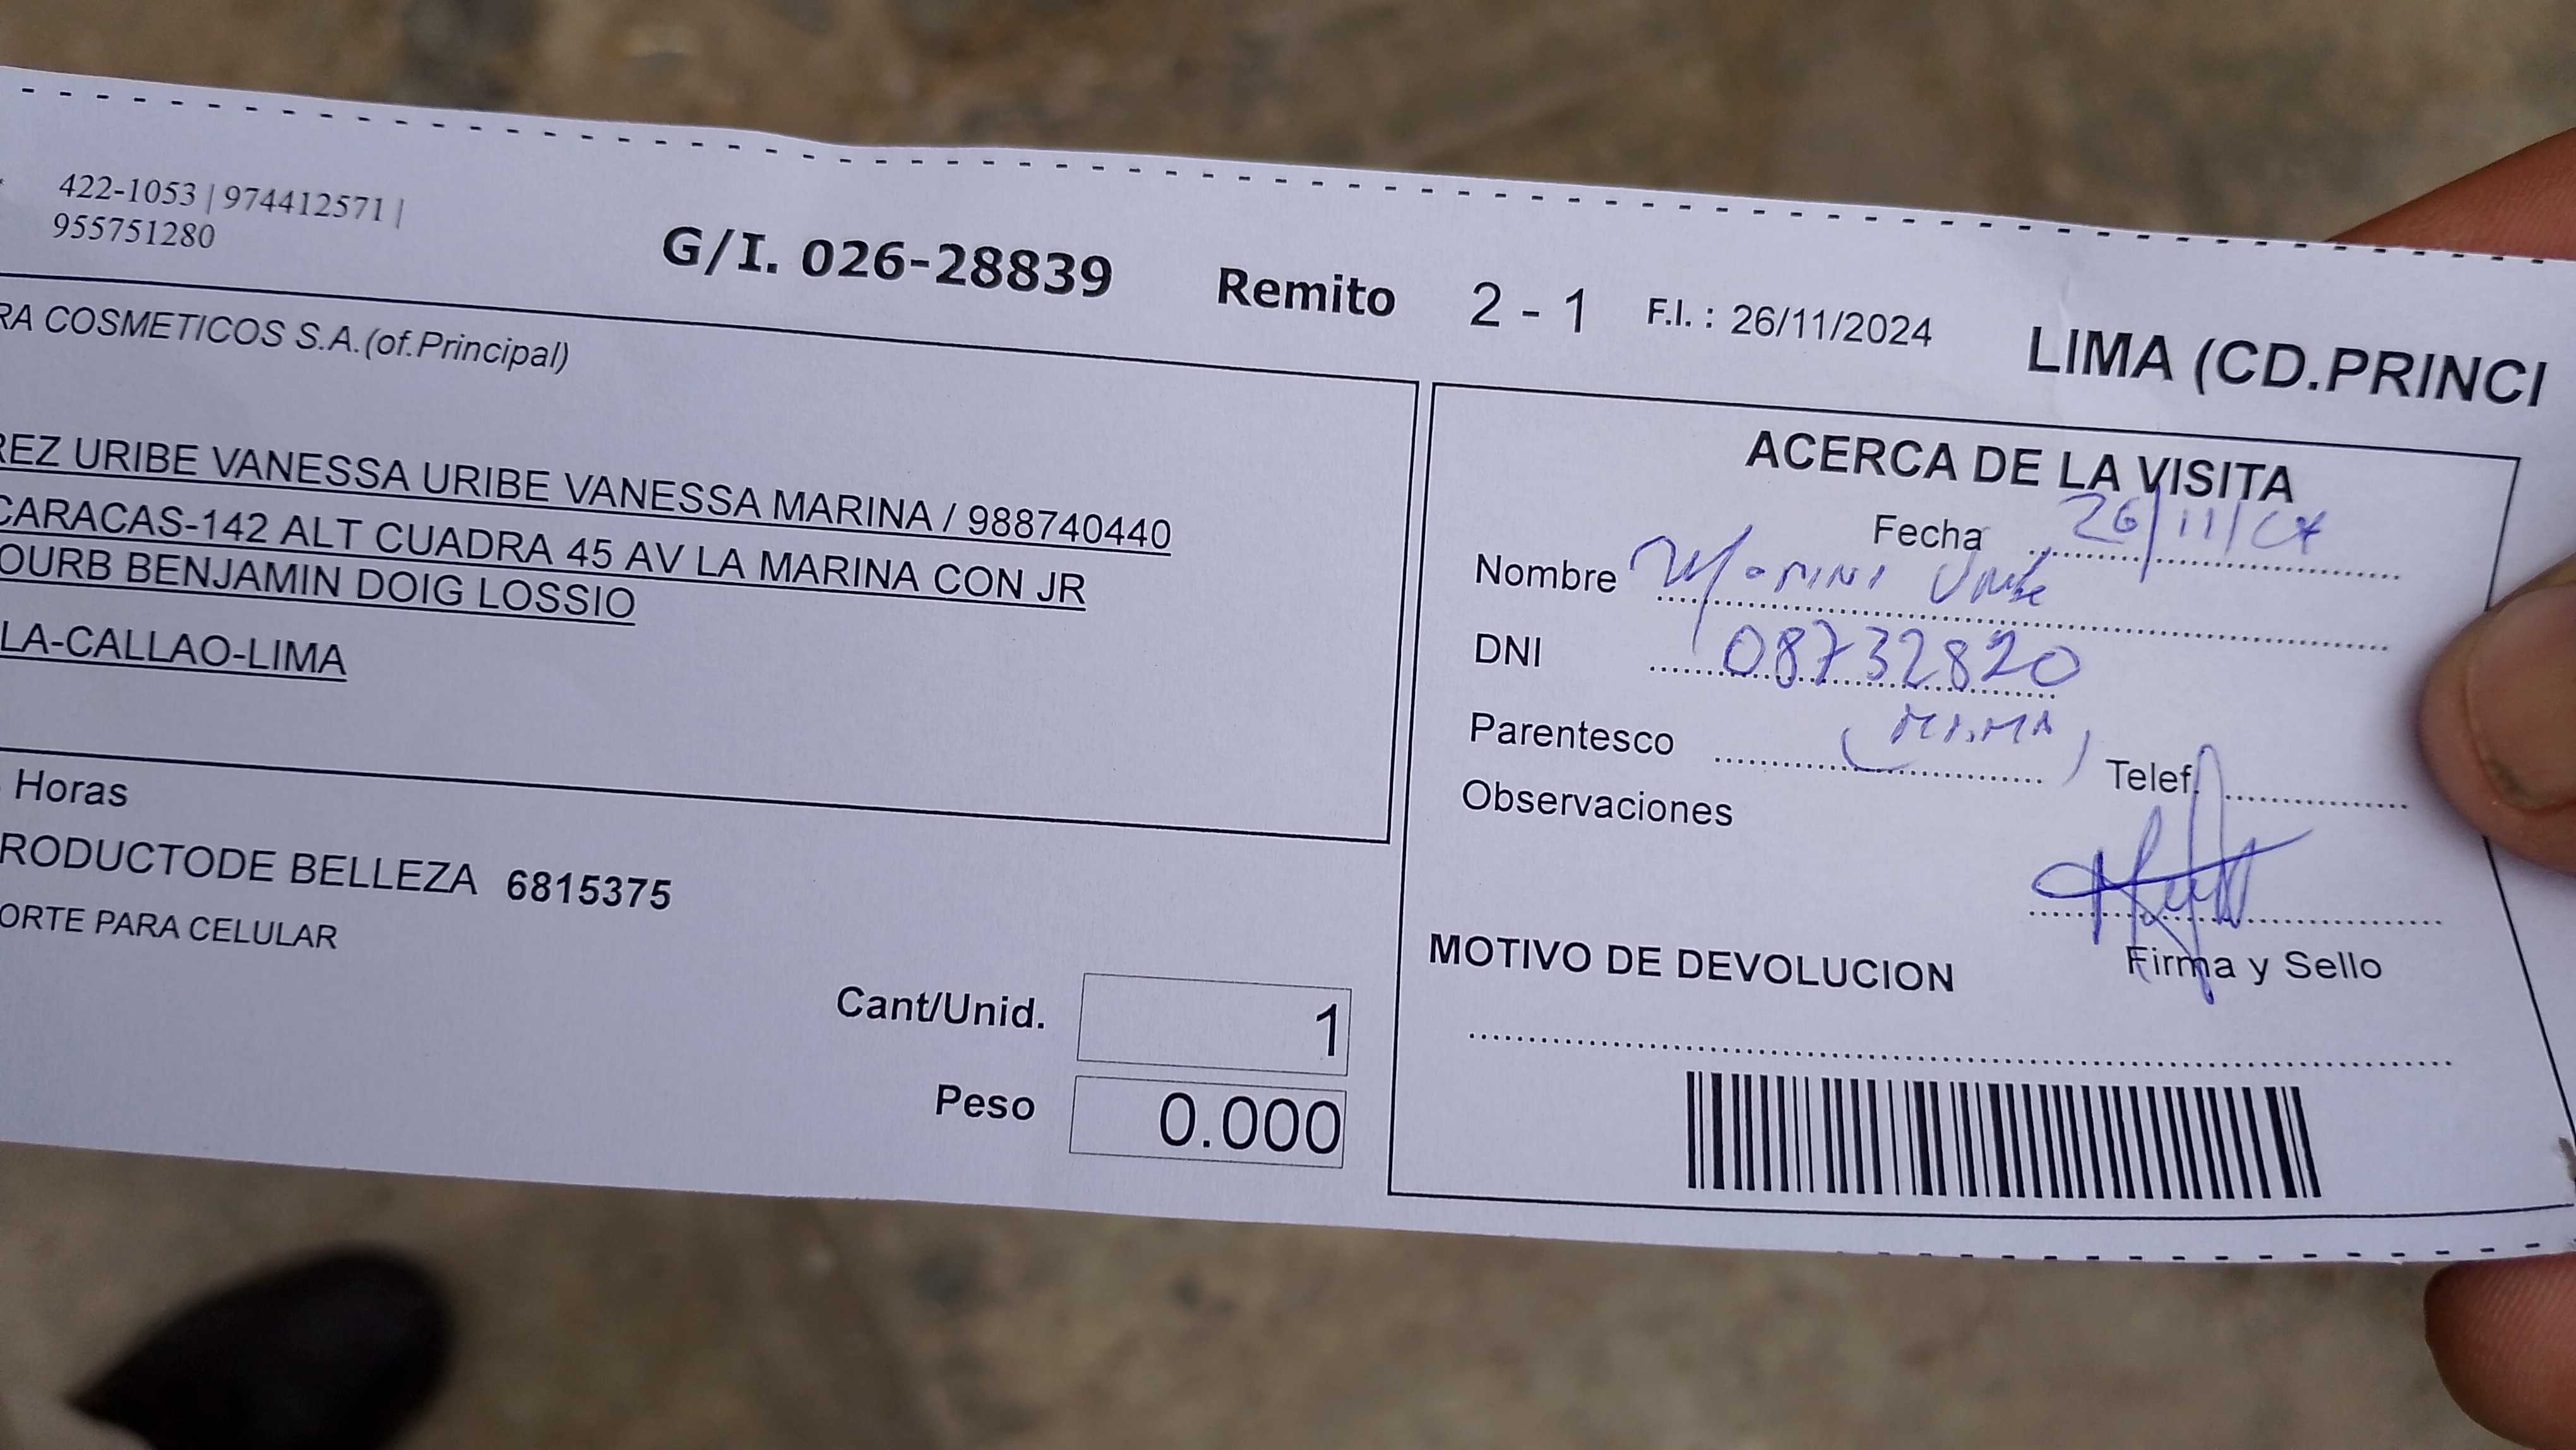 422-1053 | 974412571 |
955751280
G/I. 026-28839 Remito 2 - 1 F.I. : 26/11/2024 LIMA (CD.PRINCI
RA COSMETICOS S.A.(of.Principal)
REZ URIBE VANESSA URIBE VANESSA MARINA / 988740440
CARACAS-142 ALT CUADRA 45 AV LA MARINA CON JR
OURB BENJAMIN DOIG LOSSIO
LA-CALLAO-LIMA
Horas
RODUCTODE BELLEZA 6815375
ORTE PARA CELULAR
Cant/Unid. 1
Peso 0.000
ACERCA DE LA VISITA
Fecha 26/11/24
Nombre Uribe
DNI 08732820
Parentesco (MAMA)
Telef.
Observaciones
Firma y Sello
MOTIVO DE DEVOLUCION